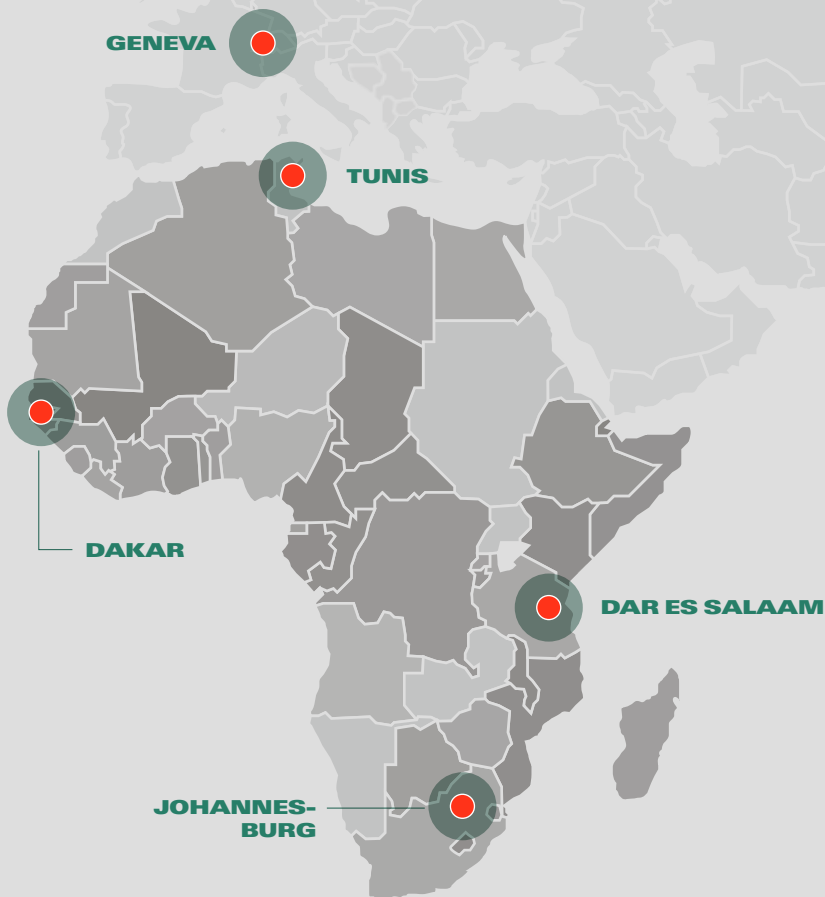 GENEVA
TUNIS
DAKAR
DAR ES SALAAM
JOHANNES-
BURG